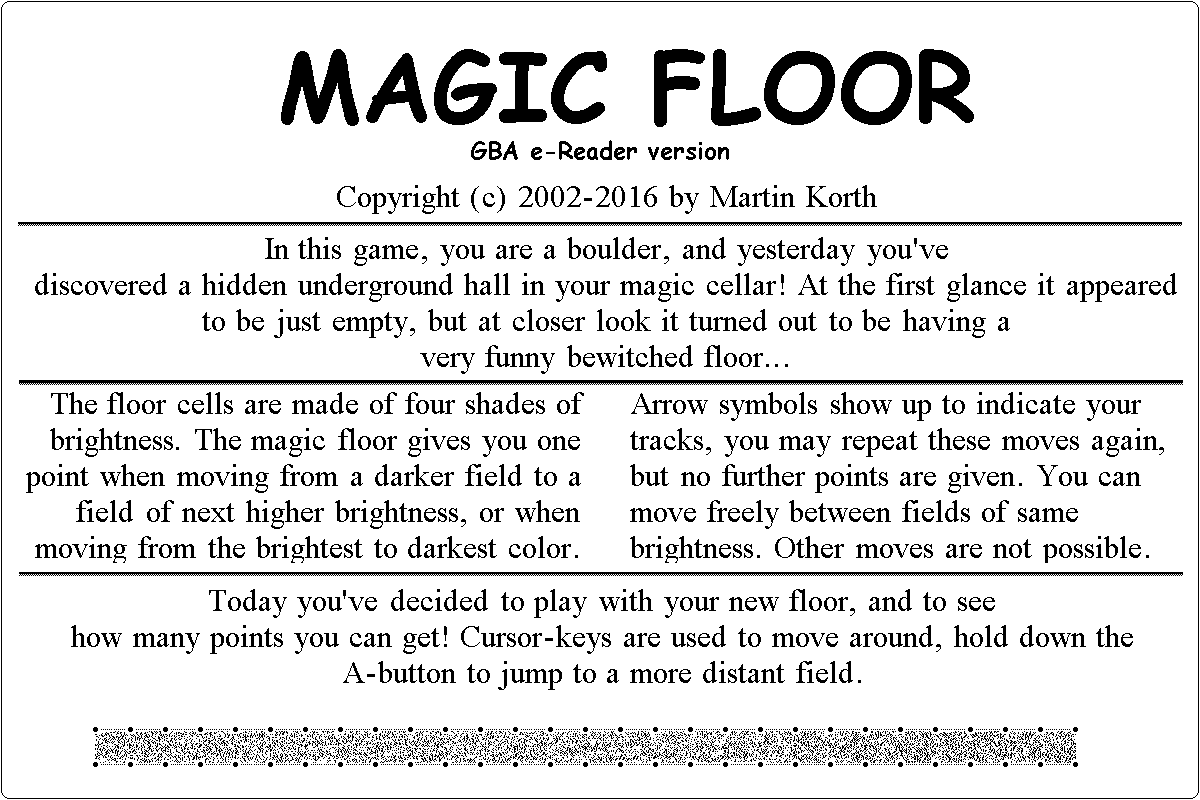 MAGIC FLOOR
GBA e-Reader version
Copyright (c) 2002-2016 by Martin Korth
In this game, you are a boulder, and yesterday you've
discovered a hidden underground hall in your magic cellar! At the first glance it appeared
to be just empty, but at closer look it turned out to be having a
very funny bewitched floor...
The floor cells are made of four shades of
brightness. The magic floor gives you one
point when moving from a darker field to a
field of next higher brightness, or when
moving from the brightest to darkest color.
Arrow symbols show up to indicate your
tracks, you may repeat these moves again,
but no further points are given. You can
move freely between fields of same
brightness. Other moves are not possible.
Today you've decided to play with your new floor, and to see
how many points you can get! Cursor-keys are used to move around, hold down the
A-button to jump to a more distant field.